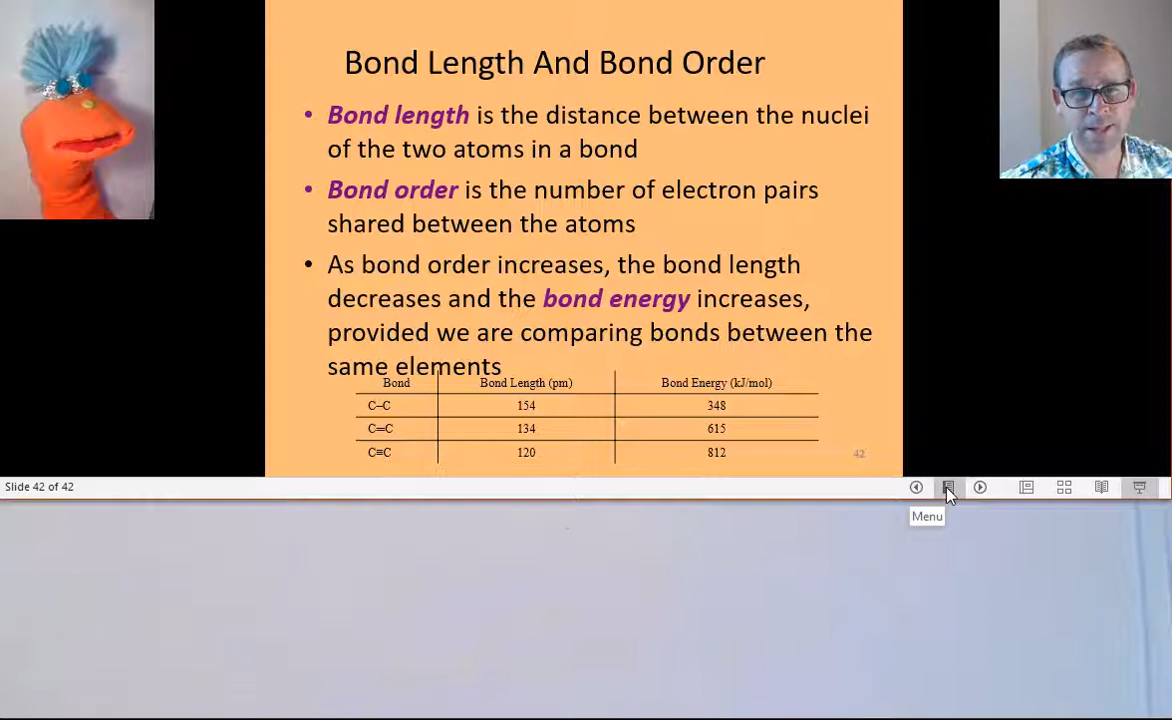 Bond Length And Bond Order
• Bond length is the distance between the nuclei
of the two atoms in a bond
• Bond order is the number of electron pairs
shared between the atoms
• As bond order increases, the bond length
decreases and the bond energy increases,
provided we are comparing bonds between the
same elements
Bond Bond Length (pm) Bond Energy (kJ/mol)
C–C 154 348
C=C 134 615
C≡C 120 812
42
Slide 42 of 42
Menu